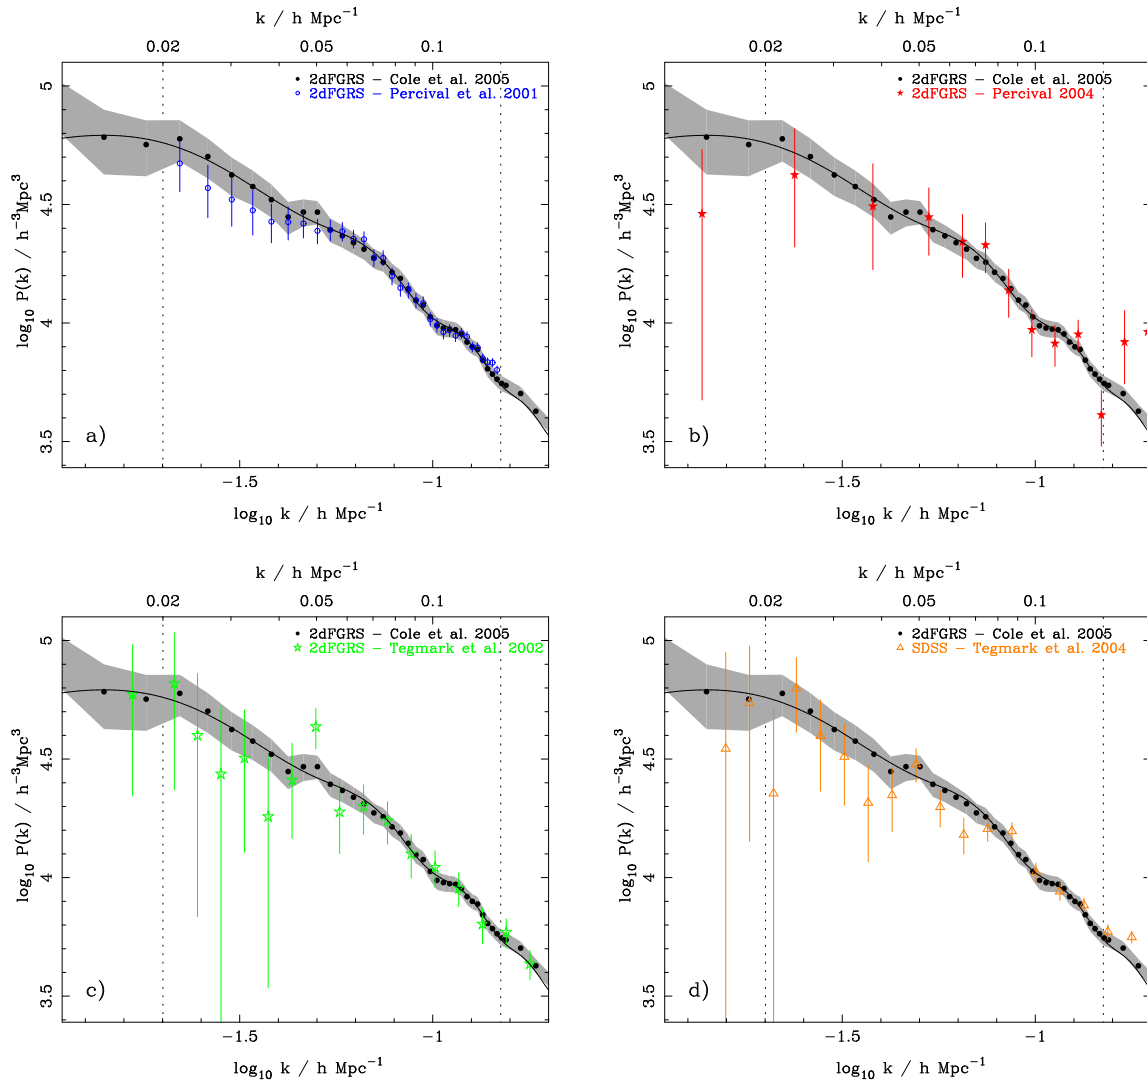 k / h Mpc⁻¹
0.02 0.05 0.1
2dFGRS − Cole et al. 2005
2dFGRS − Percival et al. 2001
5
4.5
4
3.5
log₁₀ P(k) / h⁻³Mpc³
a)
−1.5 −1
log₁₀ k / h Mpc⁻¹
k / h Mpc⁻¹
0.02 0.05 0.1
2dFGRS − Cole et al. 2005
2dFGRS − Percival 2004
5
4.5
4
3.5
log₁₀ P(k) / h⁻³Mpc³
b)
−1.5 −1
log₁₀ k / h Mpc⁻¹
k / h Mpc⁻¹
0.02 0.05 0.1
2dFGRS − Cole et al. 2005
2dFGRS − Tegmark et al. 2002
5
4.5
4
3.5
log₁₀ P(k) / h⁻³Mpc³
c)
−1.5 −1
log₁₀ k / h Mpc⁻¹
k / h Mpc⁻¹
0.02 0.05 0.1
2dFGRS − Cole et al. 2005
SDSS − Tegmark et al. 2004
5
4.5
4
3.5
log₁₀ P(k) / h⁻³Mpc³
d)
−1.5 −1
log₁₀ k / h Mpc⁻¹